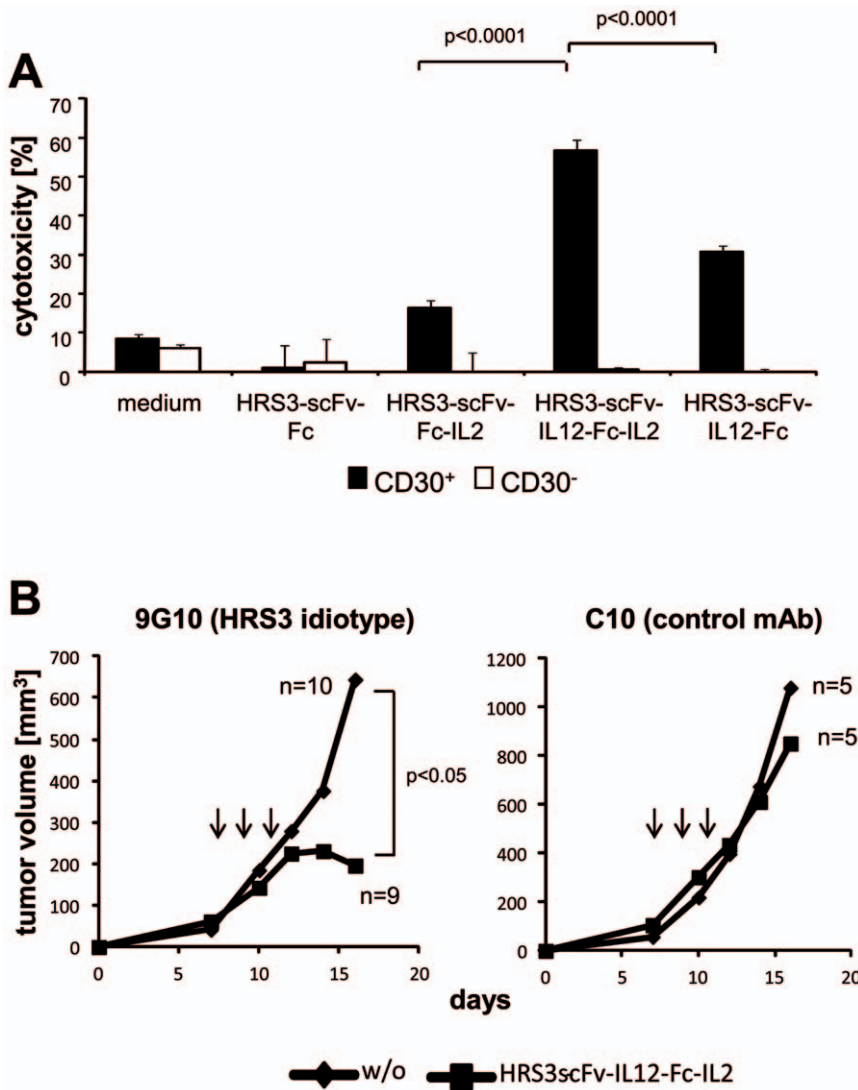 p<0.0001 p<0.0001
A
cytotoxicity [%]
70
60
50
40
30
20
10
0
medium HRS3-scFv- HRS3-scFv- HRS3-scFv- HRS3-scFv-
Fc Fc-IL2 IL12-Fc-IL2 IL12-Fc
CD30+ CD30-
B
9G10 (HRS3 idiotype) C10 (control mAb)
tumor volume [mm³]
700
600
500
400
300
200
100
0
0 5 10 15 20
n=10
p<0.05
n=9
1200
1000
800
600
400
200
0
0 5 10 15 20
n=5
n=5
days
w/o HRS3scFv-IL12-Fc-IL2